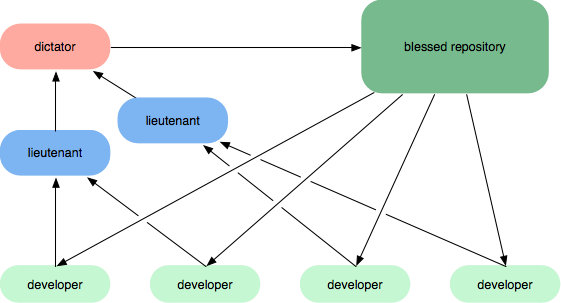 dictator
blessed repository
lieutenant
lieutenant
developer
developer
developer
developer